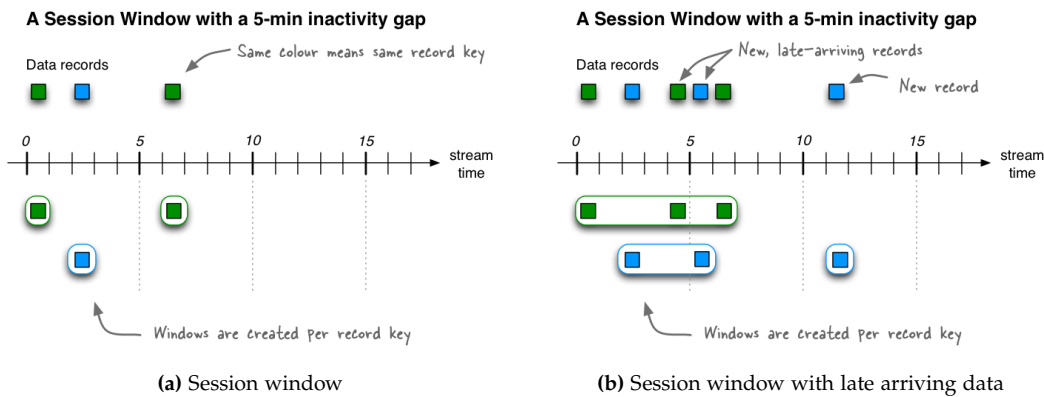 A Session Window with a 5-min inactivity gap
Same colour means same record key
Data records
0 5 10 15
stream
time
Windows are created per record key
(a) Session window
A Session Window with a 5-min inactivity gap
New, late-arriving records
Data records
New record
0 5 10 15
stream
time
Windows are created per record key
(b) Session window with late arriving data